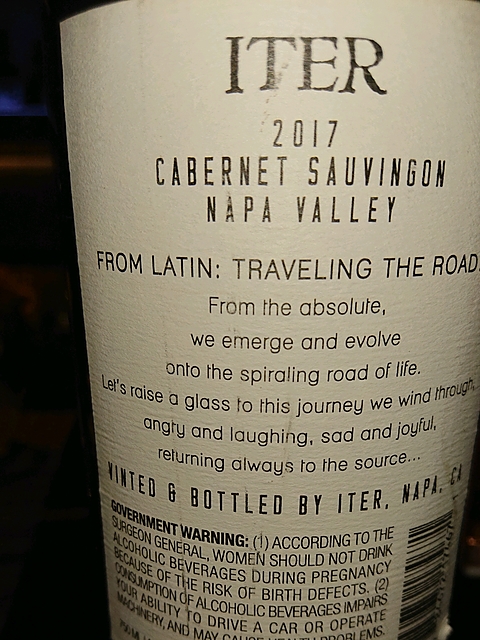 ITER
2017
CABERNET SAUVINGON
NAPA VALLEY
FROM LATIN: TRAVELING THE ROAD
From the absolute,
we emerge and evolve
onto the spiraling road of life.
Let's raise a glass to this journey we wind through,
angty and laughing, sad and joyful,
returning always to the source...
VINTED & BOTTLED BY ITER, NAPA, CA
GOVERNMENT WARNING: (1) ACCORDING TO THE
SURGEON GENERAL, WOMEN SHOULD NOT DRINK
ALCOHOLIC BEVERAGES DURING PREGNANCY
BECAUSE OF THE RISK OF BIRTH DEFECTS. (2)
CONSUMPTION OF ALCOHOLIC BEVERAGES IMPAIRS
YOUR ABILITY TO DRIVE A CAR OR OPERATE
MACHINERY, AND MAY CAUSE HEALTH PROBLEMS.